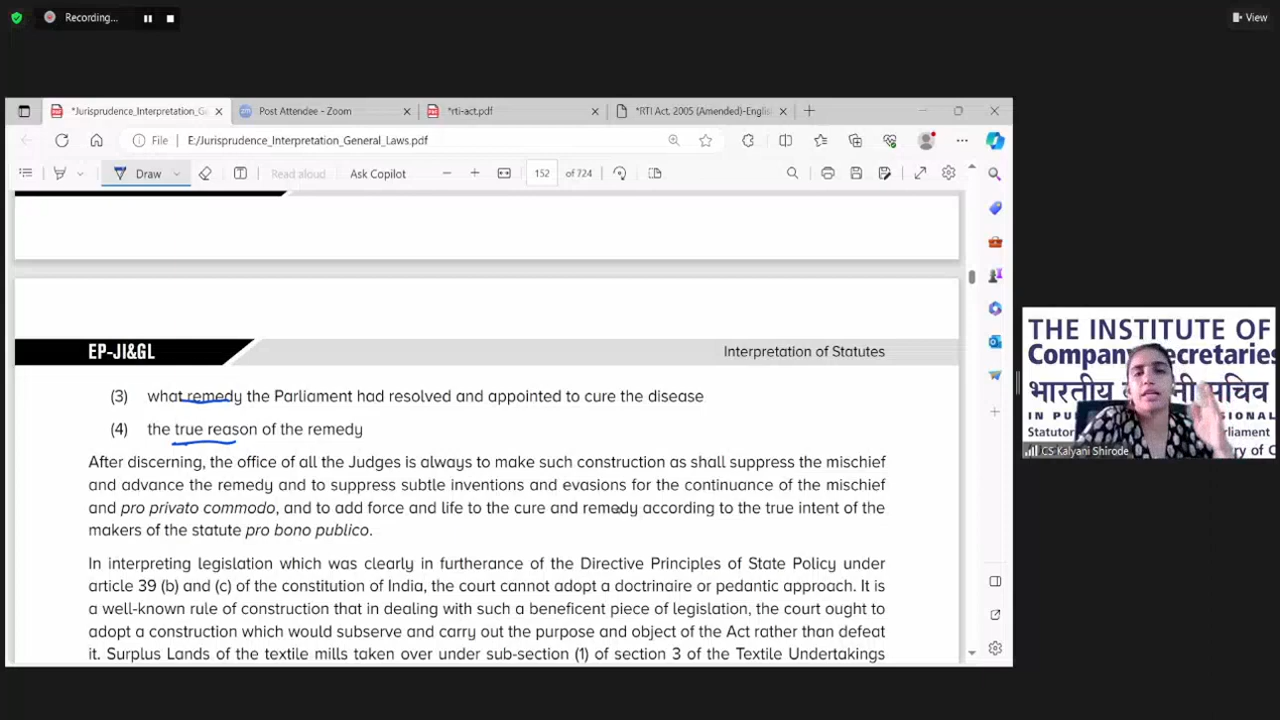 Recording...
View
*Jurisprudence_Interpretation_Ge
Post Attendee - Zoom
*rti-act.pdf
*RTI Act, 2005 (Amended)-Englis
File
E:/Jurisprudence_Interpretation_General_Laws.pdf
Draw
Read aloud
Ask Copilot
152
of 724
EP-JI&GL
Interpretation of Statutes
(3) what remedy the Parliament had resolved and appointed to cure the disease
(4) the true reason of the remedy
After discerning, the office of all the Judges is always to make such construction as shall suppress the mischief
and advance the remedy and to suppress subtle inventions and evasions for the continuance of the mischief
and pro privato commodo, and to add force and life to the cure and remedy according to the true intent of the
makers of the statute pro bono publico.
In interpreting legislation which was clearly in furtherance of the Directive Principles of State Policy under
article 39 (b) and (c) of the constitution of India, the court cannot adopt a doctrinaire or pedantic approach. It is
a well-known rule of construction that in dealing with such a beneficent piece of legislation, the court ought to
adopt a construction which would subserve and carry out the purpose and object of the Act rather than defeat
it. Surplus Lands of the textile mills taken over under sub-section (1) of section 3 of the Textile Undertakings
THE INSTITUTE OF
Company Secretaries
भारतीय सचिव
IN PU
Statutor
CS Kalyani Shirode